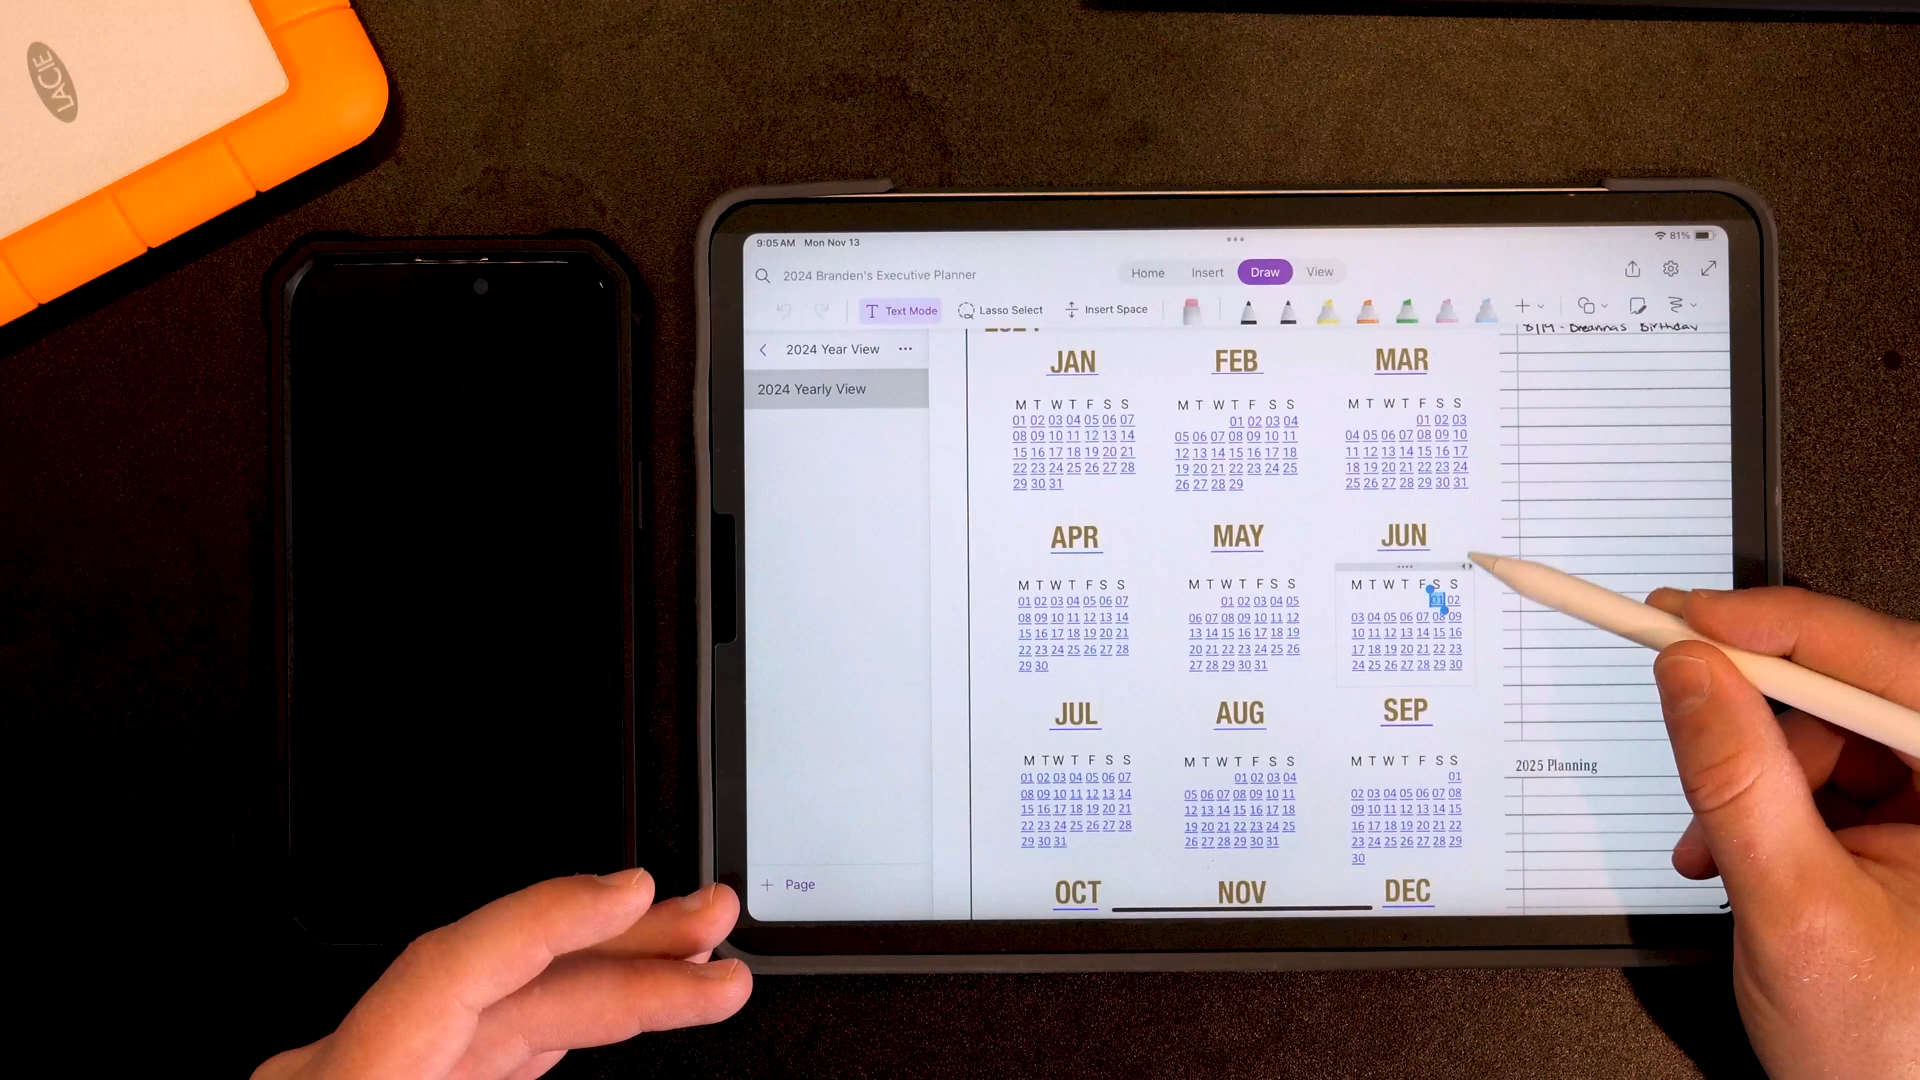 LACIE
9:05 AM Mon Nov 13
81%
2024 Branden's Executive Planner
Home Insert Draw View
Text Mode Lasso Select Insert Space
2024 Year View
2024 Yearly View
Page
8/14 - Breanna's Birthday
JAN FEB MAR
M T W T F S S
01 02 03 04 05 06 07
08 09 10 11 12 13 14
15 16 17 18 19 20 21
22 23 24 25 26 27 28
29 30 31
M T W T F S S
01 02 03 04
05 06 07 08 09 10 11
12 13 14 15 16 17 18
19 20 21 22 23 24 25
26 27 28 29
M T W T F S S
01 02 03
04 05 06 07 08 09 10
11 12 13 14 15 16 17
18 19 20 21 22 23 24
25 26 27 28 29 30 31
APR MAY JUN
M T W T F S S
01 02 03 04 05 06 07
08 09 10 11 12 13 14
15 16 17 18 19 20 21
22 23 24 25 26 27 28
29 30
M T W T F S S
01 02 03 04 05
06 07 08 09 10 11 12
13 14 15 16 17 18 19
20 21 22 23 24 25 26
27 28 29 30 31
M T W T F S S
01 02
03 04 05 06 07 08 09
10 11 12 13 14 15 16
17 18 19 20 21 22 23
24 25 26 27 28 29 30
JUL AUG SEP
M T W T F S S
01 02 03 04 05 06 07
08 09 10 11 12 13 14
15 16 17 18 19 20 21
22 23 24 25 26 27 28
29 30 31
M T W T F S S
01 02 03 04
05 06 07 08 09 10 11
12 13 14 15 16 17 18
19 20 21 22 23 24 25
26 27 28 29 30 31
M T W T F S S
01
02 03 04 05 06 07 08
09 10 11 12 13 14 15
16 17 18 19 20 21 22
23 24 25 26 27 28 29
30
OCT NOV DEC
2025 Planning